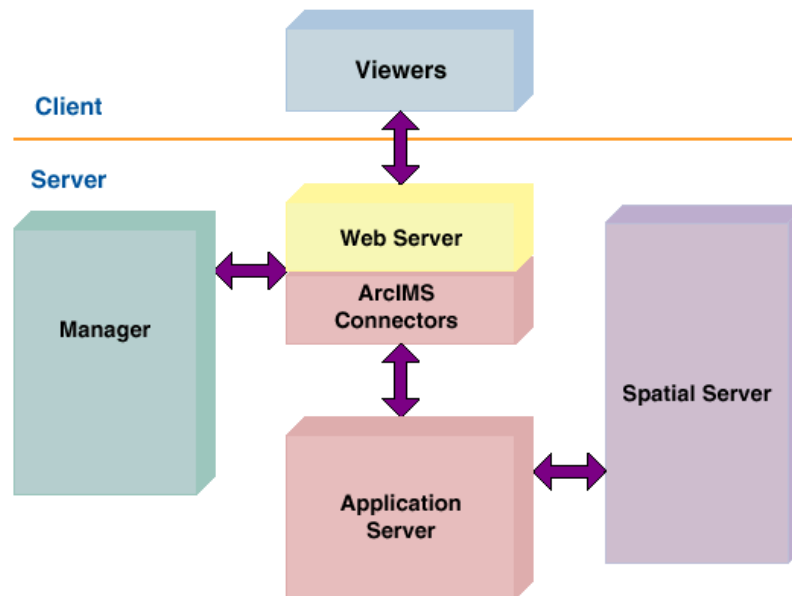 Viewers
Client
Server
Web Server
ArcIMS
Connectors
Manager
Spatial Server
Application
Server